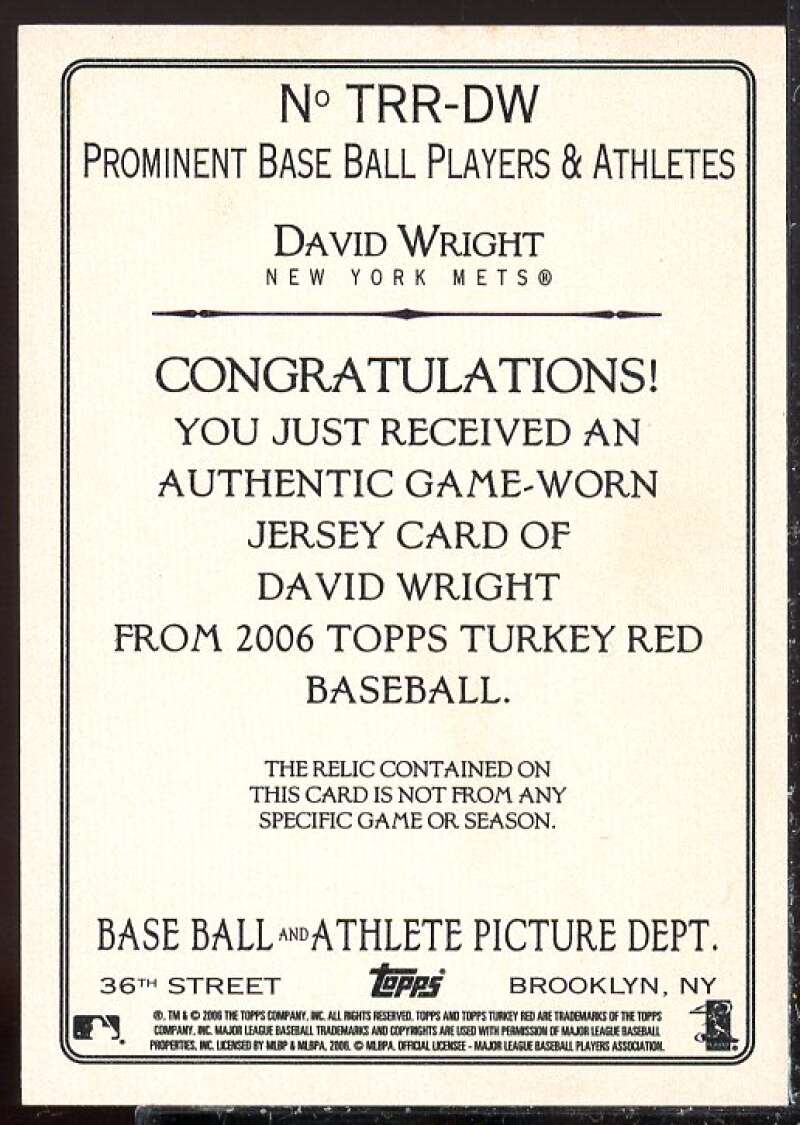 Nº TRR-DW
PROMINENT BASE BALL PLAYERS & ATHLETES
DAVID WRIGHT
NEW YORK METS®
CONGRATULATIONS!
YOU JUST RECEIVED AN
AUTHENTIC GAME-WORN
JERSEY CARD OF
DAVID WRIGHT
FROM 2006 TOPPS TURKEY RED
BASEBALL.
THE RELIC CONTAINED ON
THIS CARD IS NOT FROM ANY
SPECIFIC GAME OR SEASON.
BASE BALL AND ATHLETE PICTURE DEPT.
36TH STREET topps BROOKLYN, NY
®, TM & © 2006 THE TOPPS COMPANY, INC. ALL RIGHTS RESERVED. TOPPS AND TOPPS TURKEY RED ARE TRADEMARKS OF THE TOPPS
COMPANY, INC. MAJOR LEAGUE BASEBALL TRADEMARKS AND COPYRIGHTS ARE USED WITH PERMISSION OF MAJOR LEAGUE BASEBALL
PROPERTIES, INC. LICENSED BY MLBP & MLBPA, 2006. © MLBPA. OFFICIAL LICENSEE - MAJOR LEAGUE BASEBALL PLAYERS ASSOCIATION.